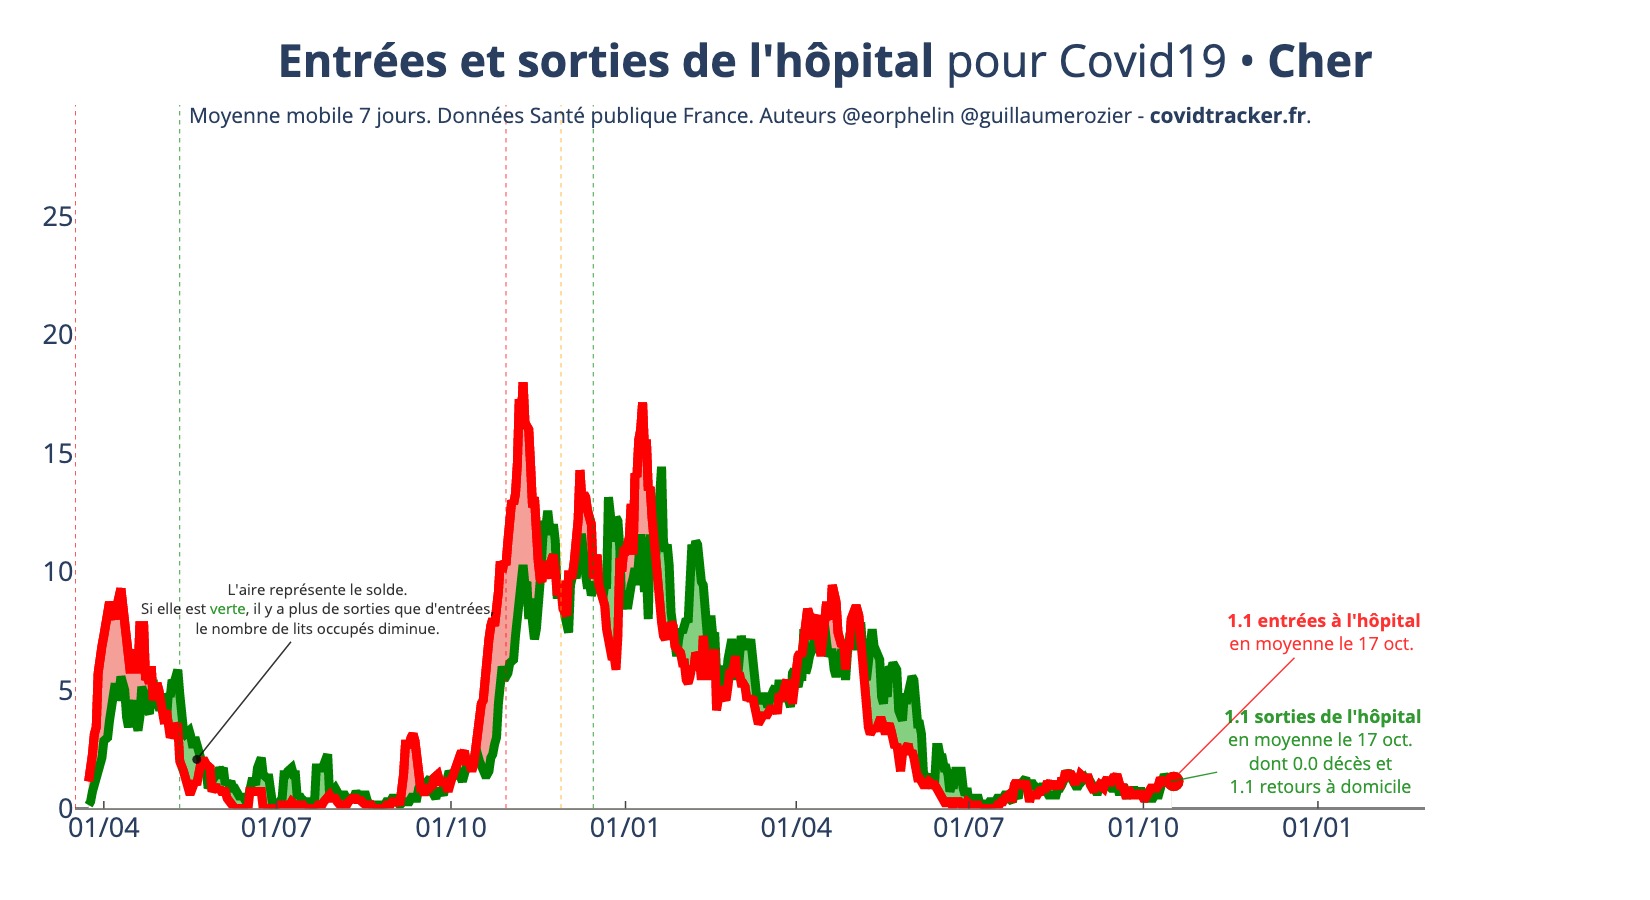 Entrées et sorties de l'hôpital pour Covid19 • Cher
Moyenne mobile 7 jours. Données Santé publique France. Auteurs @eorphelin @guillaumerozier - covidtracker.fr.
25
20
15
10
5
0
L'aire représente le solde.
Si elle est verte, il y a plus de sorties que d'entrées,
le nombre de lits occupés diminue.
1.1 entrées à l'hôpital
en moyenne le 17 oct.
1.1 sorties de l'hôpital
en moyenne le 17 oct.
dont 0.0 décès et
1.1 retours à domicile
01/04 01/07 01/10 01/01 01/04 01/07 01/10 01/01